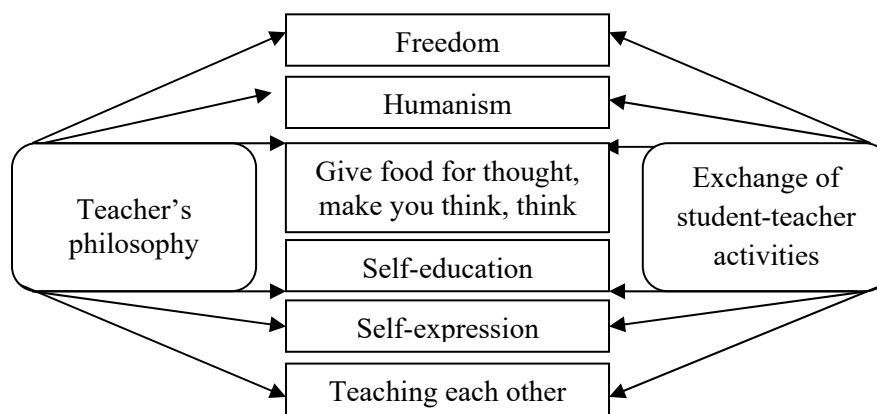 Freedom
Humanism
Give food for thought,
make you think, think
Self-education
Self-expression
Teaching each other
Teacher’s
philosophy
Exchange of
student-teacher
activities